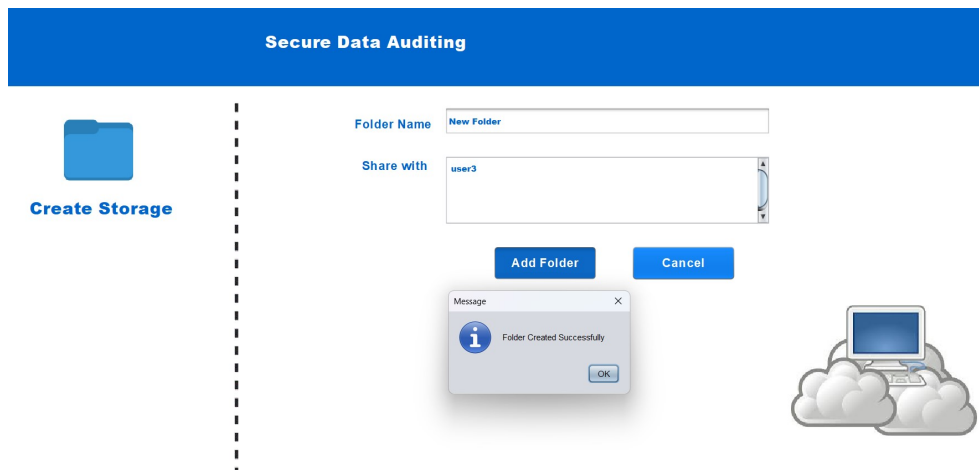 Secure Data Auditing
Create Storage
Folder Name
New Folder
Share with
user3
Add Folder
Cancel
Message
Folder Created Successfully
OK